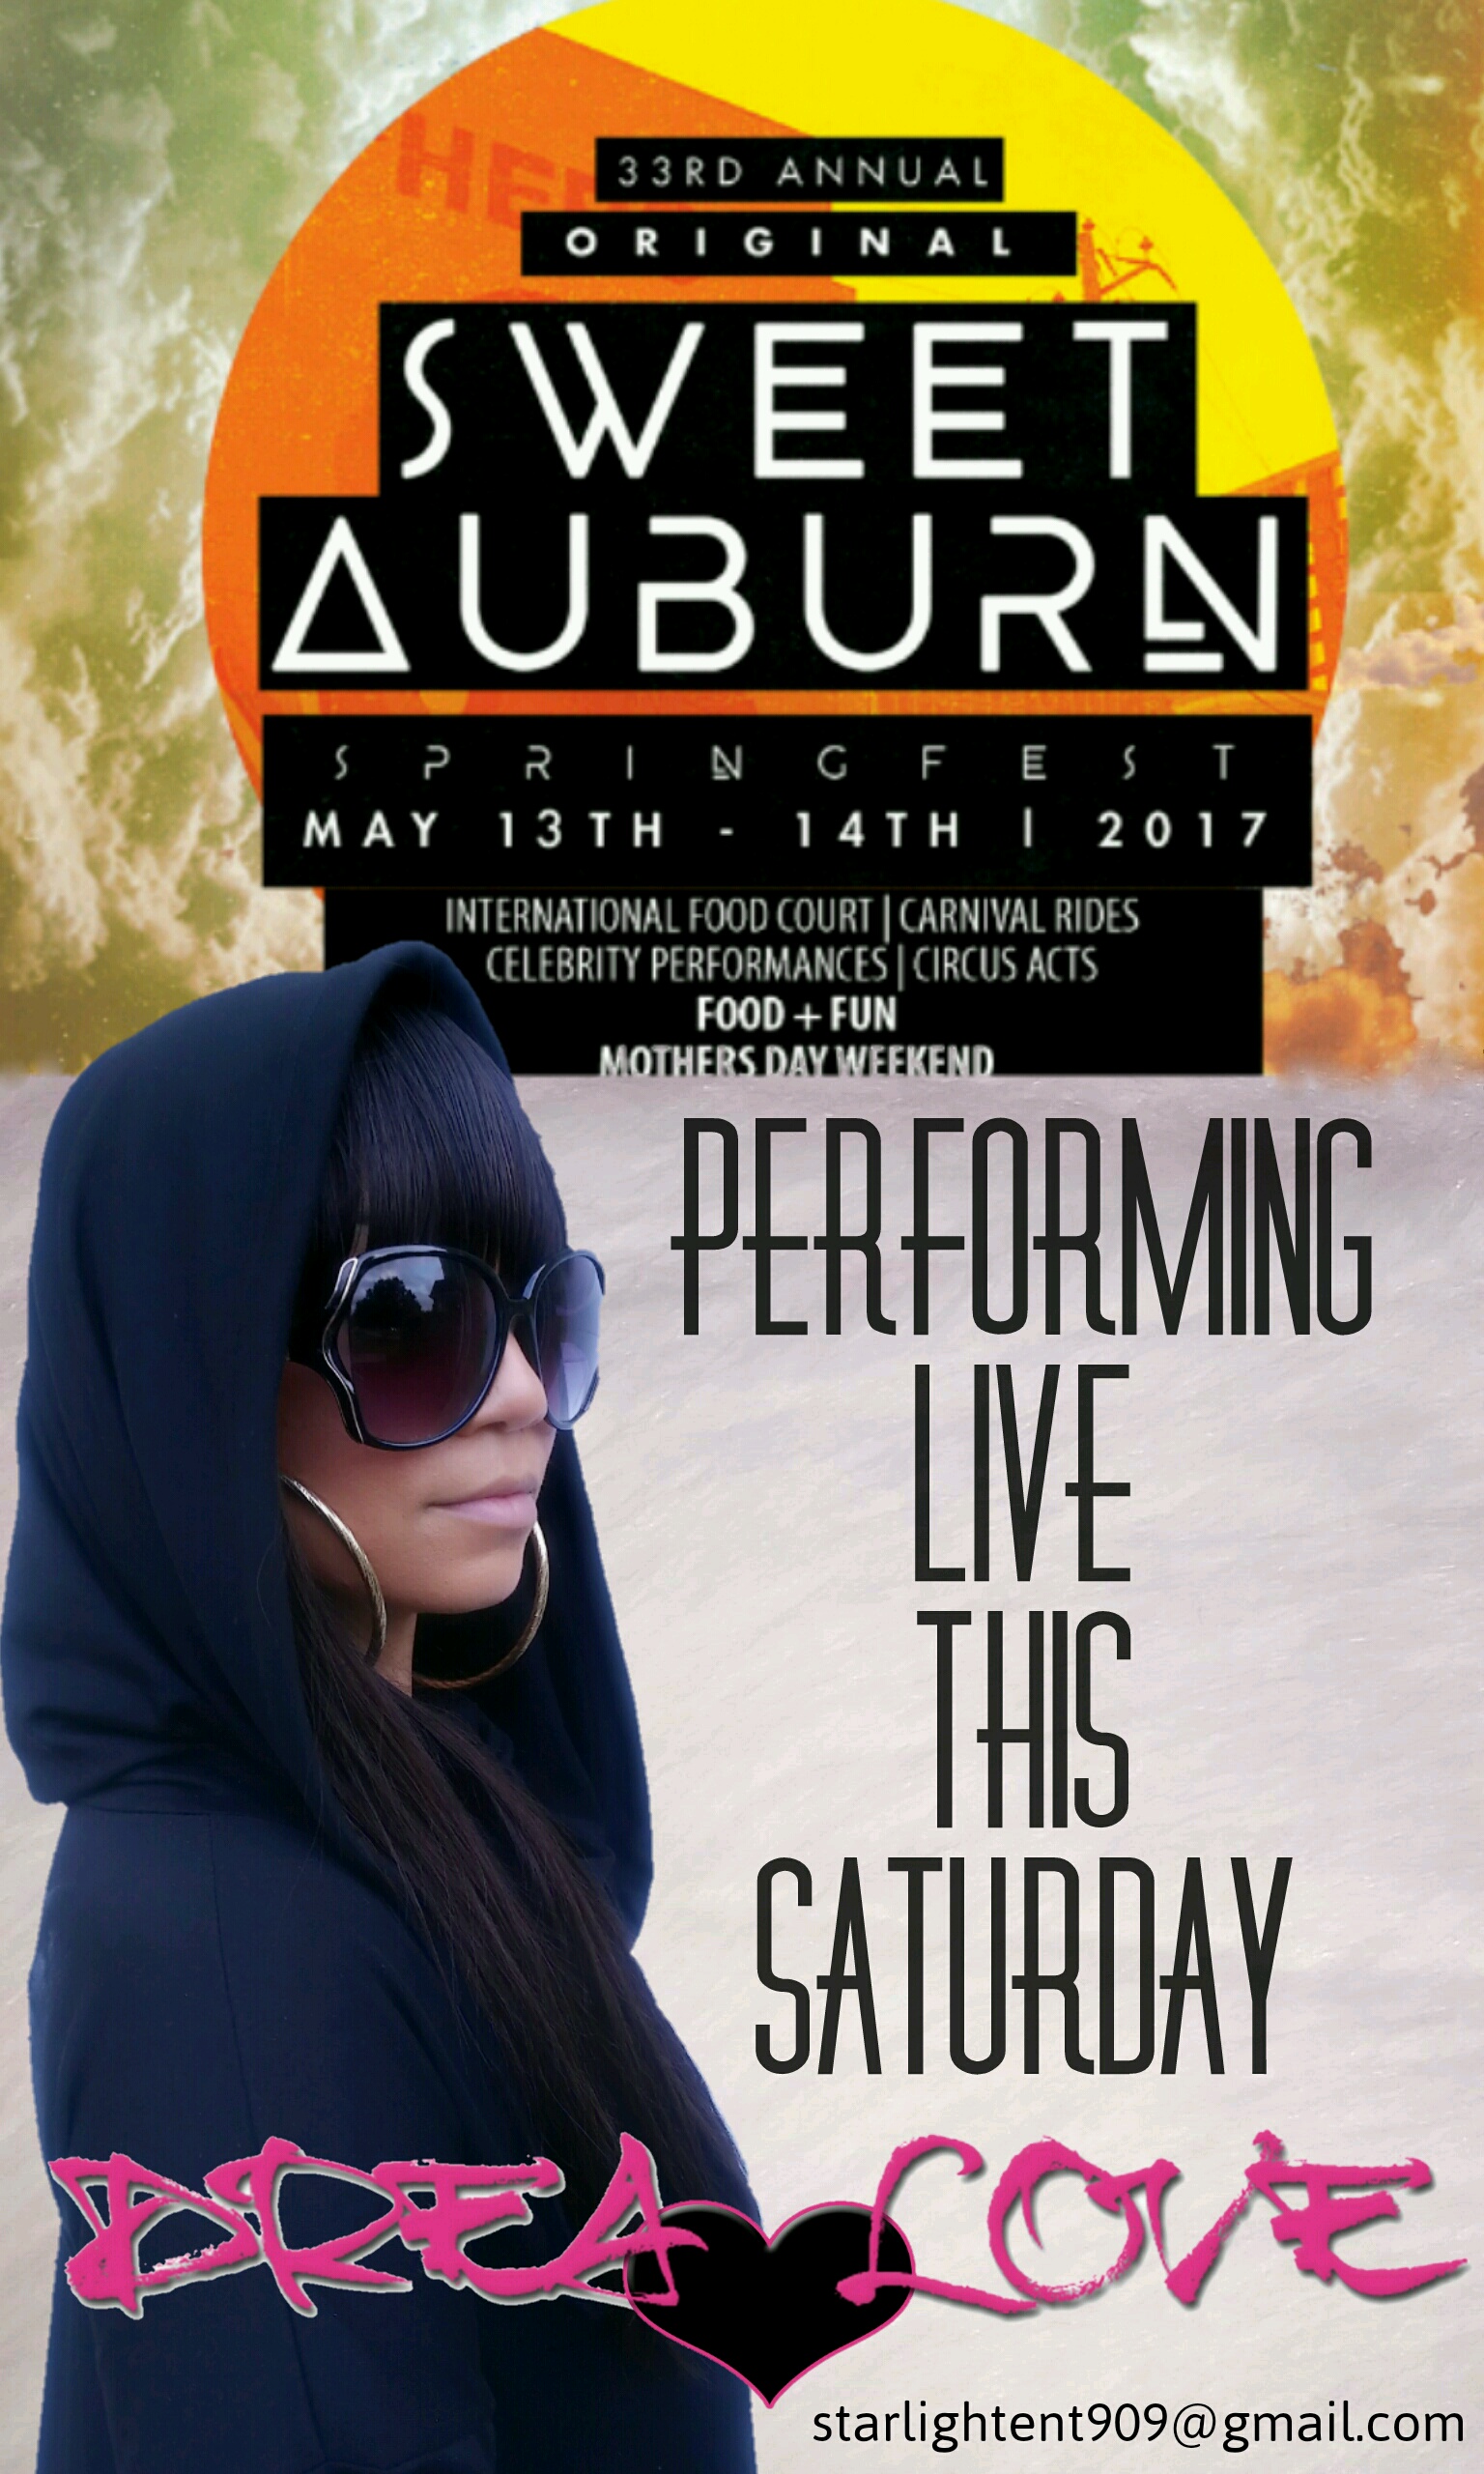 33RD ANNUAL
ORIGINAL
SWEET
AUBURN
SPRINGFEST
MAY 13TH - 14TH | 2017
INTERNATIONAL FOOD COURT | CARNIVAL RIDES
CELEBRITY PERFORMANCES | CIRCUS ACTS
FOOD + FUN
MOTHERS DAY WEEKEND
PERFORMING
LIVE
THIS
SATURDAY
DREA LOVE
starlightent909@gmail.com